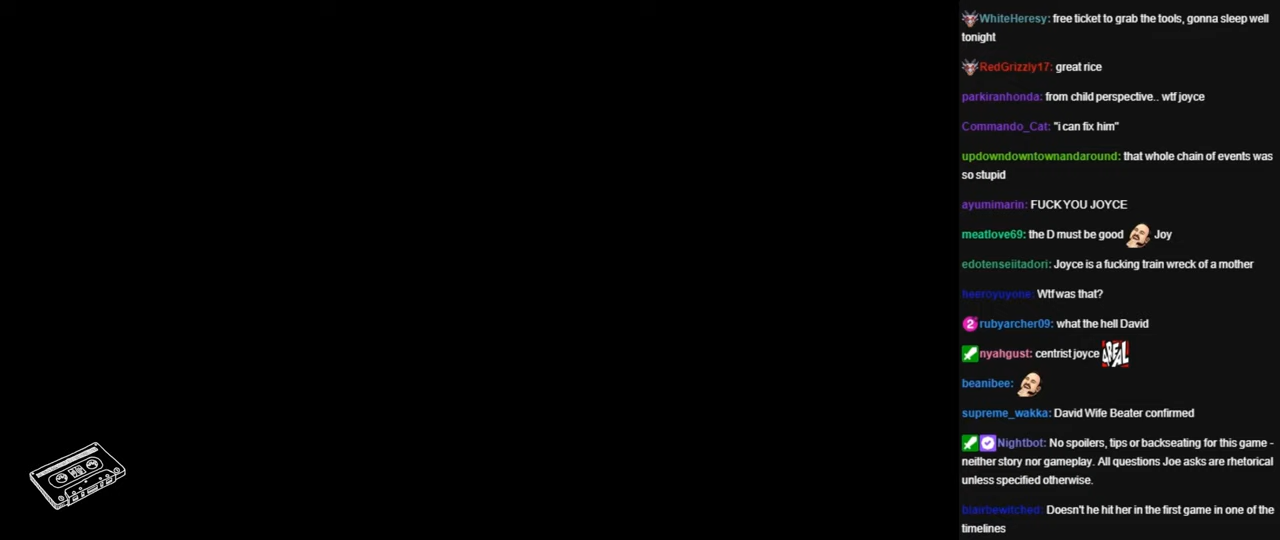 WhiteHeresy: free ticket to grab the tools, gonna sleep well
tonight
RedGrizzly17: great rice
parkiranhonda: from child perspective.. wtf joyce
Commando_Cat: "i can fix him"
updowndowntownandaround: that whole chain of events was
so stupid
ayumimarin: FUCK YOU JOYCE
meatlove69: the D must be good Joy
edotenseiitadori: Joyce is a fucking train wreck of a mother
heeroyuyone: Wtf was that?
2 rubyarcher09: what the hell David
nyahgust: centrist joyce
beanibee:
supreme_wakka: David Wife Beater confirmed
Nightbot: No spoilers, tips or backseating for this game -
neither story nor gameplay. All questions Joe asks are rhetorical
unless specified otherwise.
blairbewitched: Doesn't he hit her in the first game in one of the
timelines